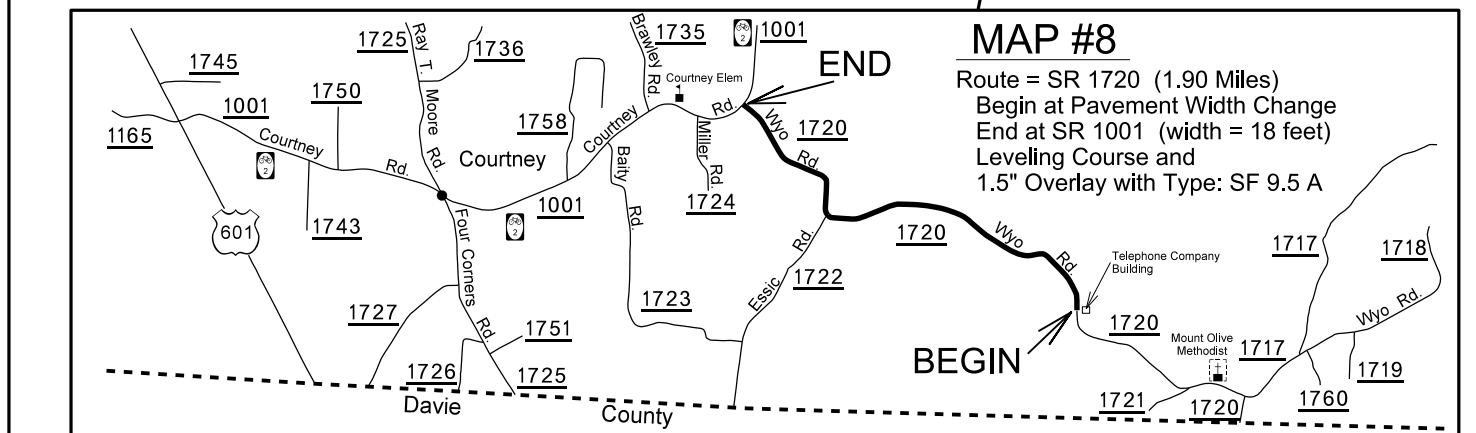 MAP #8
Route = SR 1720 (1.90 Miles)
Begin at Pavement Width Change
End at SR 1001 (width = 18 feet)
Leveling Course and
1.5" Overlay with Type: SF 9.5 A
1745
1725
Ray T.
Moore
Rd.
1736
1735
Brawley Rd.
2
1001
END
Courtney Elem
1750
1001
1165
Courtney
Rd.
2
1758
Courtney
Courtney
Rd.
Wyo
Rd.
1720
Miller
Rd.
1724
Baity
Rd.
1001
2
1743
601
Four Corners
Rd.
1727
1751
1726
1725
1723
Essic
Rd.
1722
1720
Wyo
Rd.
Telephone Company
Building
BEGIN
1720
Mount Olive
Methodist
1717
1717
1718
Wyo Rd.
1719
1760
1721
1720
Davie
County